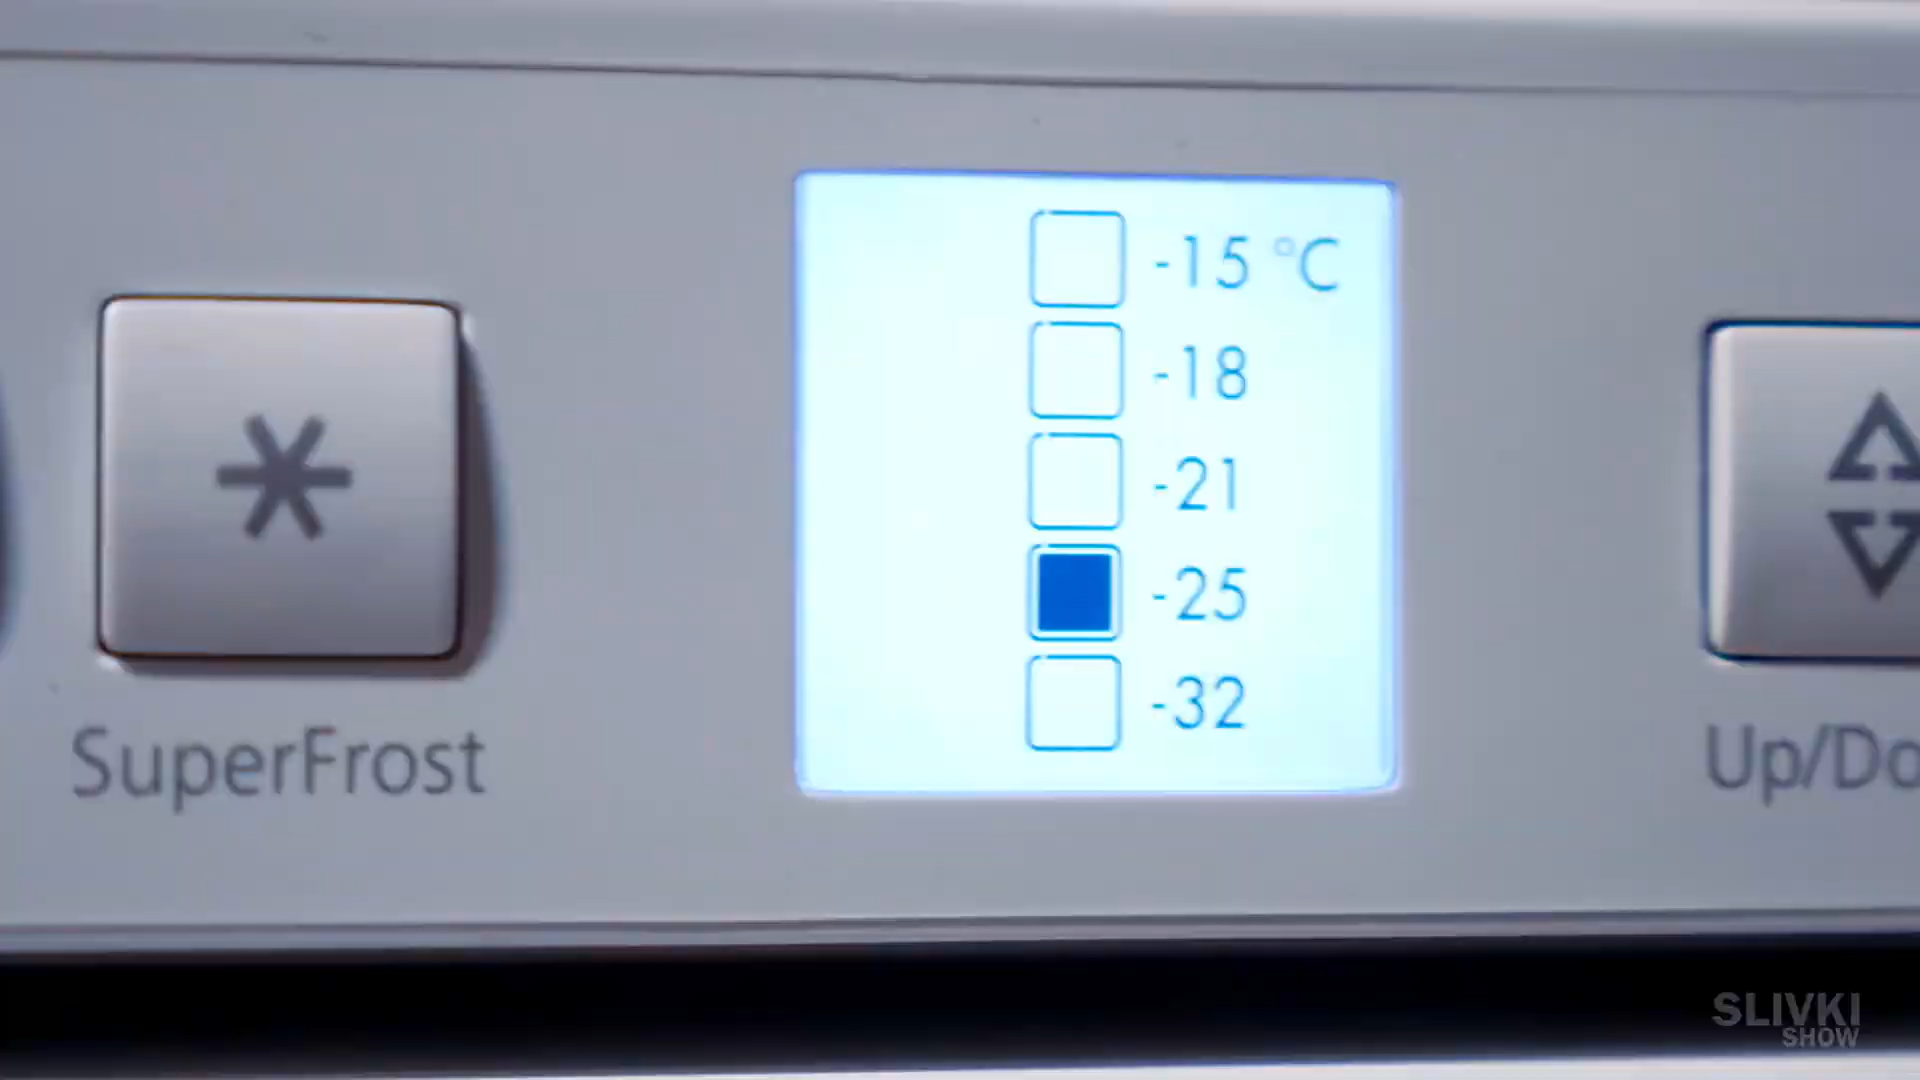 -15 °C
-18
-21
-25
-32
SuperFrost
Up/Do
SLIVKI
SHOW